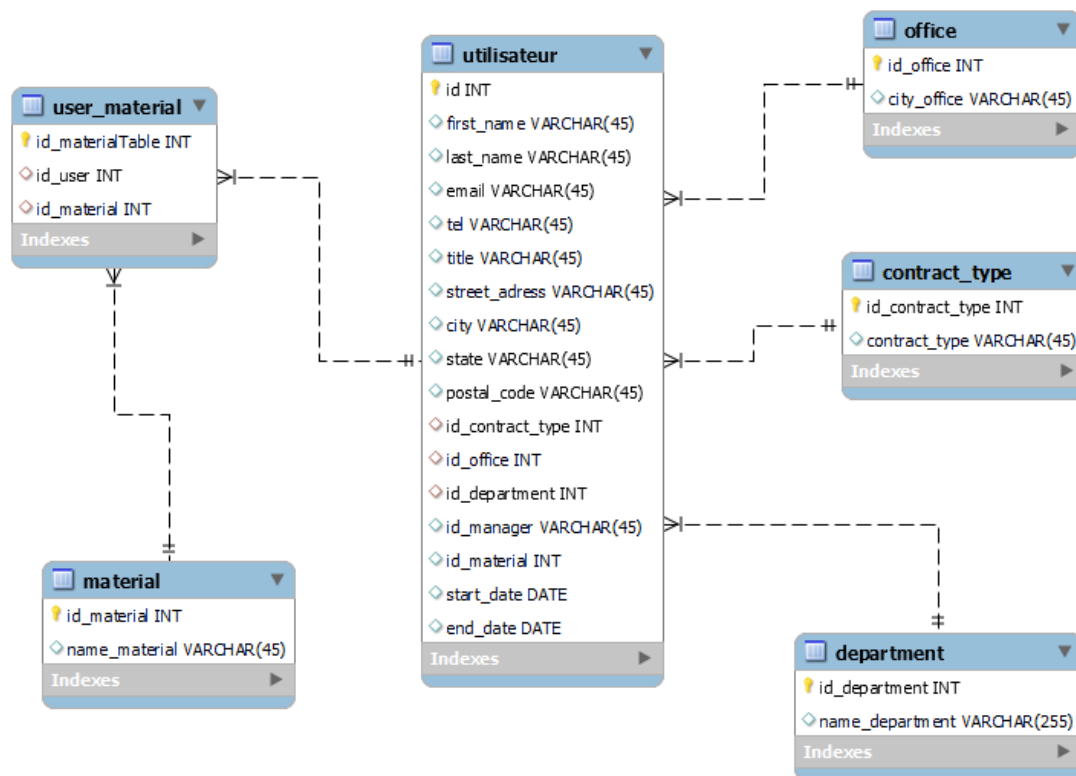 user_material
id_materialTable INT
id_user INT
id_material INT
Indexes
material
id_material INT
name_material VARCHAR(45)
Indexes
utilisateur
id INT
first_name VARCHAR(45)
last_name VARCHAR(45)
email VARCHAR(45)
tel VARCHAR(45)
title VARCHAR(45)
street_adress VARCHAR(45)
city VARCHAR(45)
state VARCHAR(45)
postal_code VARCHAR(45)
id_contract_type INT
id_office INT
id_department INT
id_manager VARCHAR(45)
id_material INT
start_date DATE
end_date DATE
Indexes
office
id_office INT
city_office VARCHAR(45)
Indexes
contract_type
id_contract_type INT
contract_type VARCHAR(45)
Indexes
department
id_department INT
name_department VARCHAR(255)
Indexes